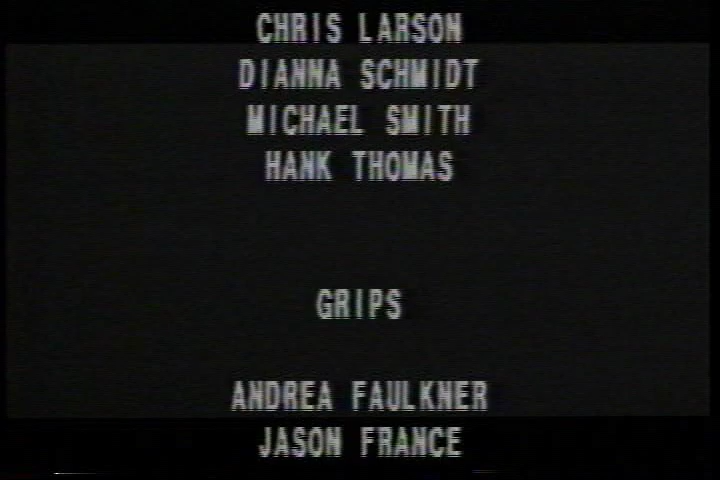 CHRIS LARSON
DIANNA SCHMIDT
MICHAEL SMITH
HANK THOMAS
GRIPS
ANDREA FAULKNER
JASON FRANCE